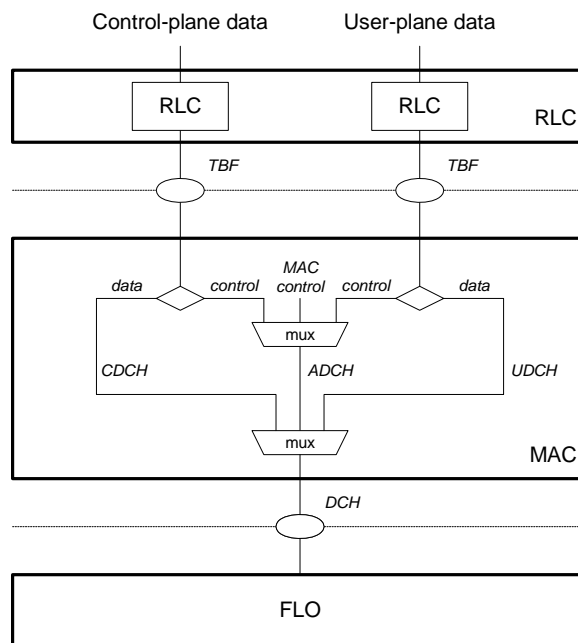 Control-plane data
User-plane data
RLC
RLC
RLC
TBF
TBF
MAC
control
data
control
control
data
mux
CDCH
ADCH
UDCH
mux
MAC
DCH
FLO